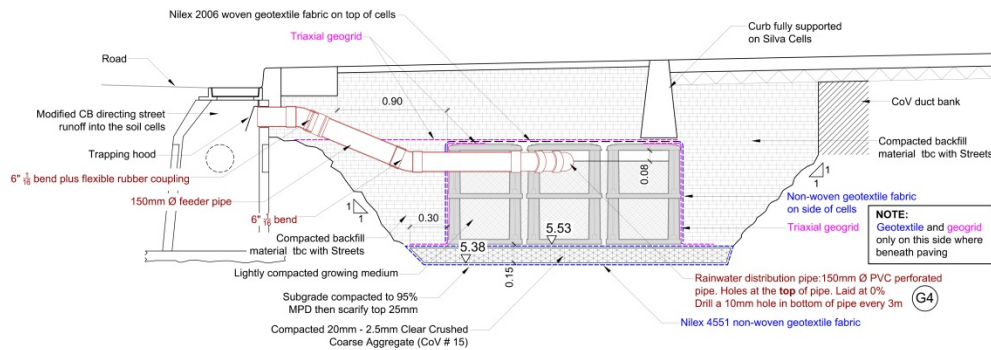 Nilex 2006 woven geotextile fabric on top of cells
Triaxial geogrid
Curb fully supported
on Silva Cells
Road
Modified CB directing street
runoff into the soil cells
0.90
CoV duct bank
Trapping hood
Compacted backfill
material tbc with Streets
6" 1/16 bend plus flexible rubber coupling
0.08
1
1
150mm Ø feeder pipe
Non-woven geotextile fabric
on side of cells
6" 1/16 bend
1
1
0.30
Triaxial geogrid
NOTE:
Geotextile and geogrid
only on this side where
beneath paving
Compacted backfill
material tbc with Streets
5.53
5.38
Lightly compacted growing medium
0.15
Rainwater distribution pipe:150mm Ø PVC perforated
pipe. Holes at the top of pipe. Laid at 0%
Drill a 10mm hole in bottom of pipe every 3m
G4
Subgrade compacted to 95%
MPD then scarify top 25mm
Nilex 4551 non-woven geotextile fabric
Compacted 20mm - 2.5mm Clear Crushed
Coarse Aggregate (CoV # 15)